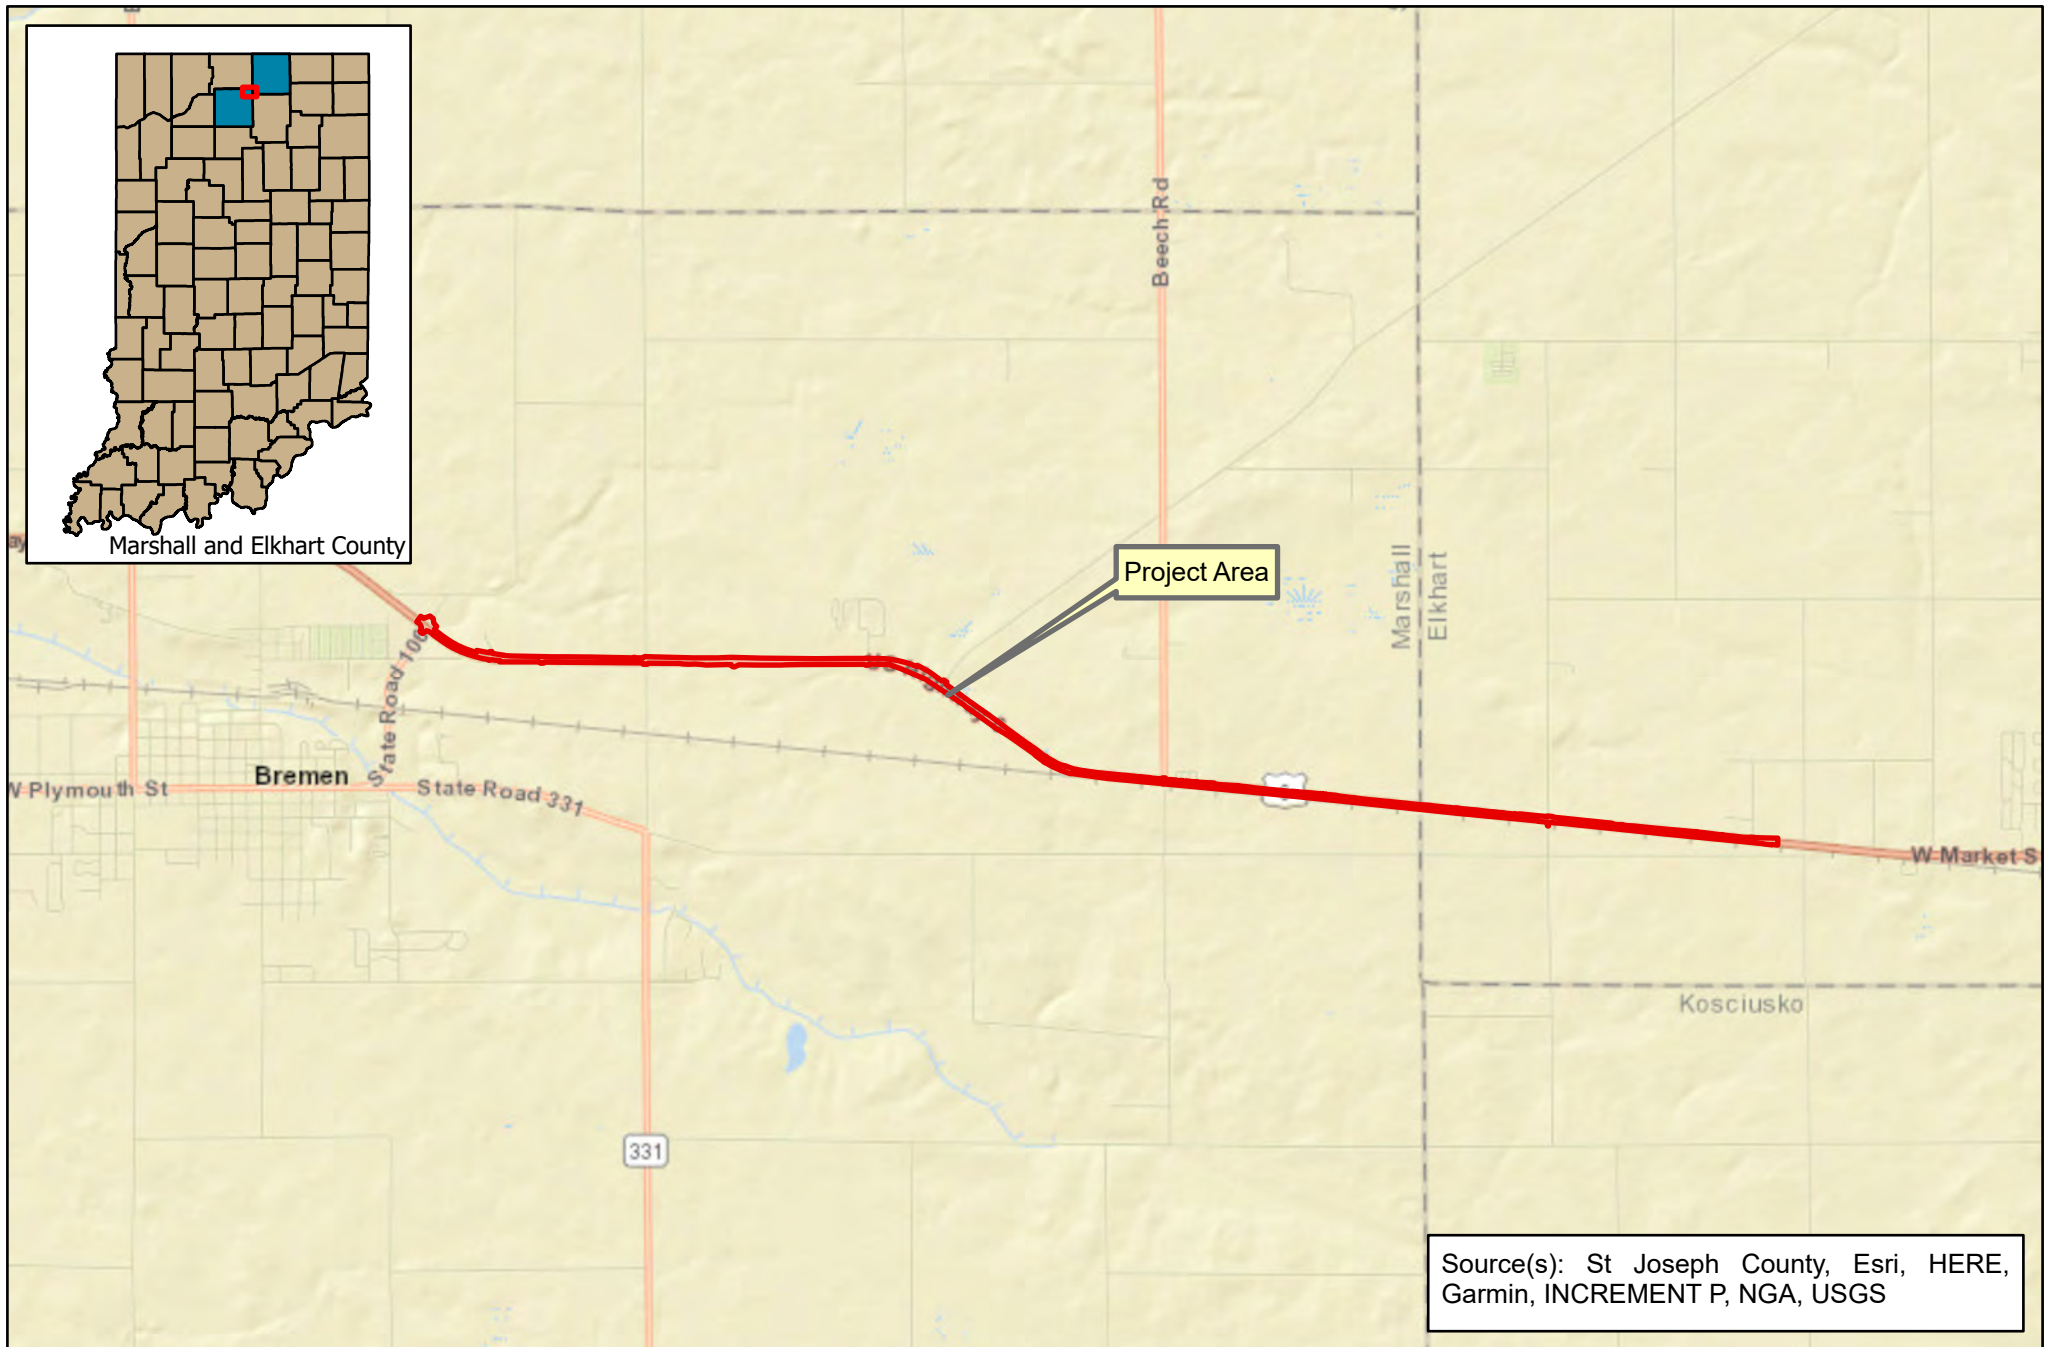 Marshall and Elkhart County
Beech Rd
Project Area
Marshall
Elkhart
State Road 106
Bremen
W Plymouth St
State Road 331
W Market S
Kosciusko
331
Source(s): St Joseph County, Esri, HERE,
Garmin, INCREMENT P, NGA, USGS